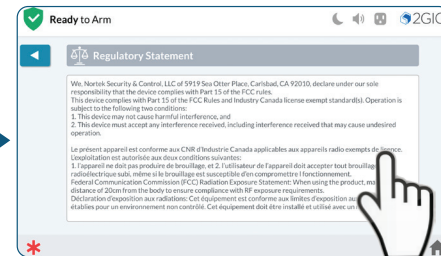 Ready to Arm
2GIG
Regulatory Statement
We, Nortek Security & Control, LLC of 5919 Sea Otter Place, Carlsbad, CA 92010, declare under our sole
responsibility that the device complies with Part 15 of the FCC rules.
This device complies with Part 15 of the FCC Rules and Industry Canada license exempt standard(s). Operation is
subject to the following two conditions:
1. This device may not cause harmful interference, and
2. This device must accept any interference received, including interference received that may cause undesired
operation.
Le présent appareil est conforme aux CNR d'Industrie Canada applicables aux appareils radio exempts de licence.
L'exploitation est autorisée aux deux conditions suivantes:
1. l'appareil ne doit pas produire de brouillage, et 2. l'utilisateur de l'appareil doit accepter tout brouillage
radioélectrique subi, même si le brouillage est susceptible d'en compromettre l fonctionnement.
Federal Communication Commission (FCC) Radiation Exposure Statement: When using the product,
distance of 20cm from the body to ensure compliance with RF exposure requirements.
Déclaration d'exposition aux radiations: Cet équipement est conforme aux limites d'exposition
établies pour un environnement non contrôlé. Cet équipement doit être installé et utilisé avec un